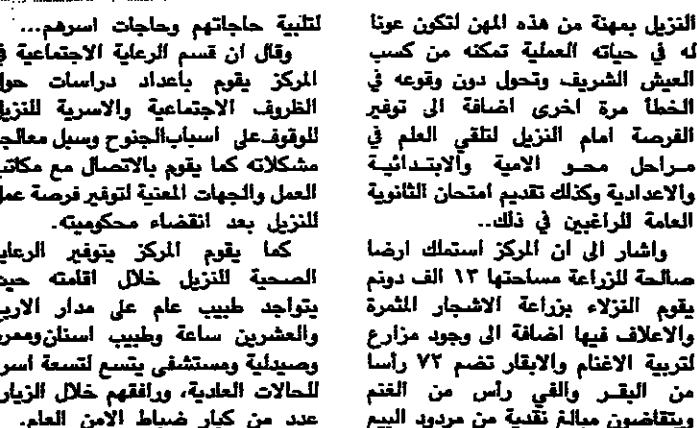 النزيل بمهنة من هذه المهن لتكون عونا
له في حياته العملية تمكنه من كسب
العيش الشريف وتحول دون وقوعه في
الخطأ مرة اخرى اضافة الى توفير
الفرصة امام النزيل لتلقي العلم في
مراحل محو الامية والابتدائية
والاعدادية وكذلك تقديم امتحان الثانوية
العامة للراغبين في ذلك..
واشار الى ان المركز استملك ارضا
صالحة للزراعة مساحتها ١٣ الف دونم
يقوم النزلاء بزراعة الاشجار المثمرة
والاعلاف فيها اضافة الى وجود مزارع
لتربية الاغنام والابقار تضم ٧٢ رأسا
من البقر والفي رأس من الغنم
ويتقاضون مبالغ نقدية من مردود البيع
لتلبية حاجاتهم وحاجات اسرهم...
وقال ان قسم الرعاية الاجتماعية في
المركز يقوم باعداد دراسات حول
الظروف الاجتماعية والاسرية للنزيل
للوقوف على اسباب الجنوح وسبل معالجة
مشكلاته كما يقوم بالاتصال مع مكاتب
العمل والجهات المعنية لتوفير فرصة عمل
للنزيل بعد انقضاء محكوميته.
كما يقوم المركز بتوفير الرعاية
الصحية للنزيل خلال اقامته حيث
يتواجد طبيب عام على مدار الاربع
والعشرين ساعة وطبيب اسنان وممرض
وصيدلية ومستشفى يتسع لتسعة اسرة
للحالات العادية، ورافقهم خلال الزيارة
عدد من كبار ضباط الامن العام.